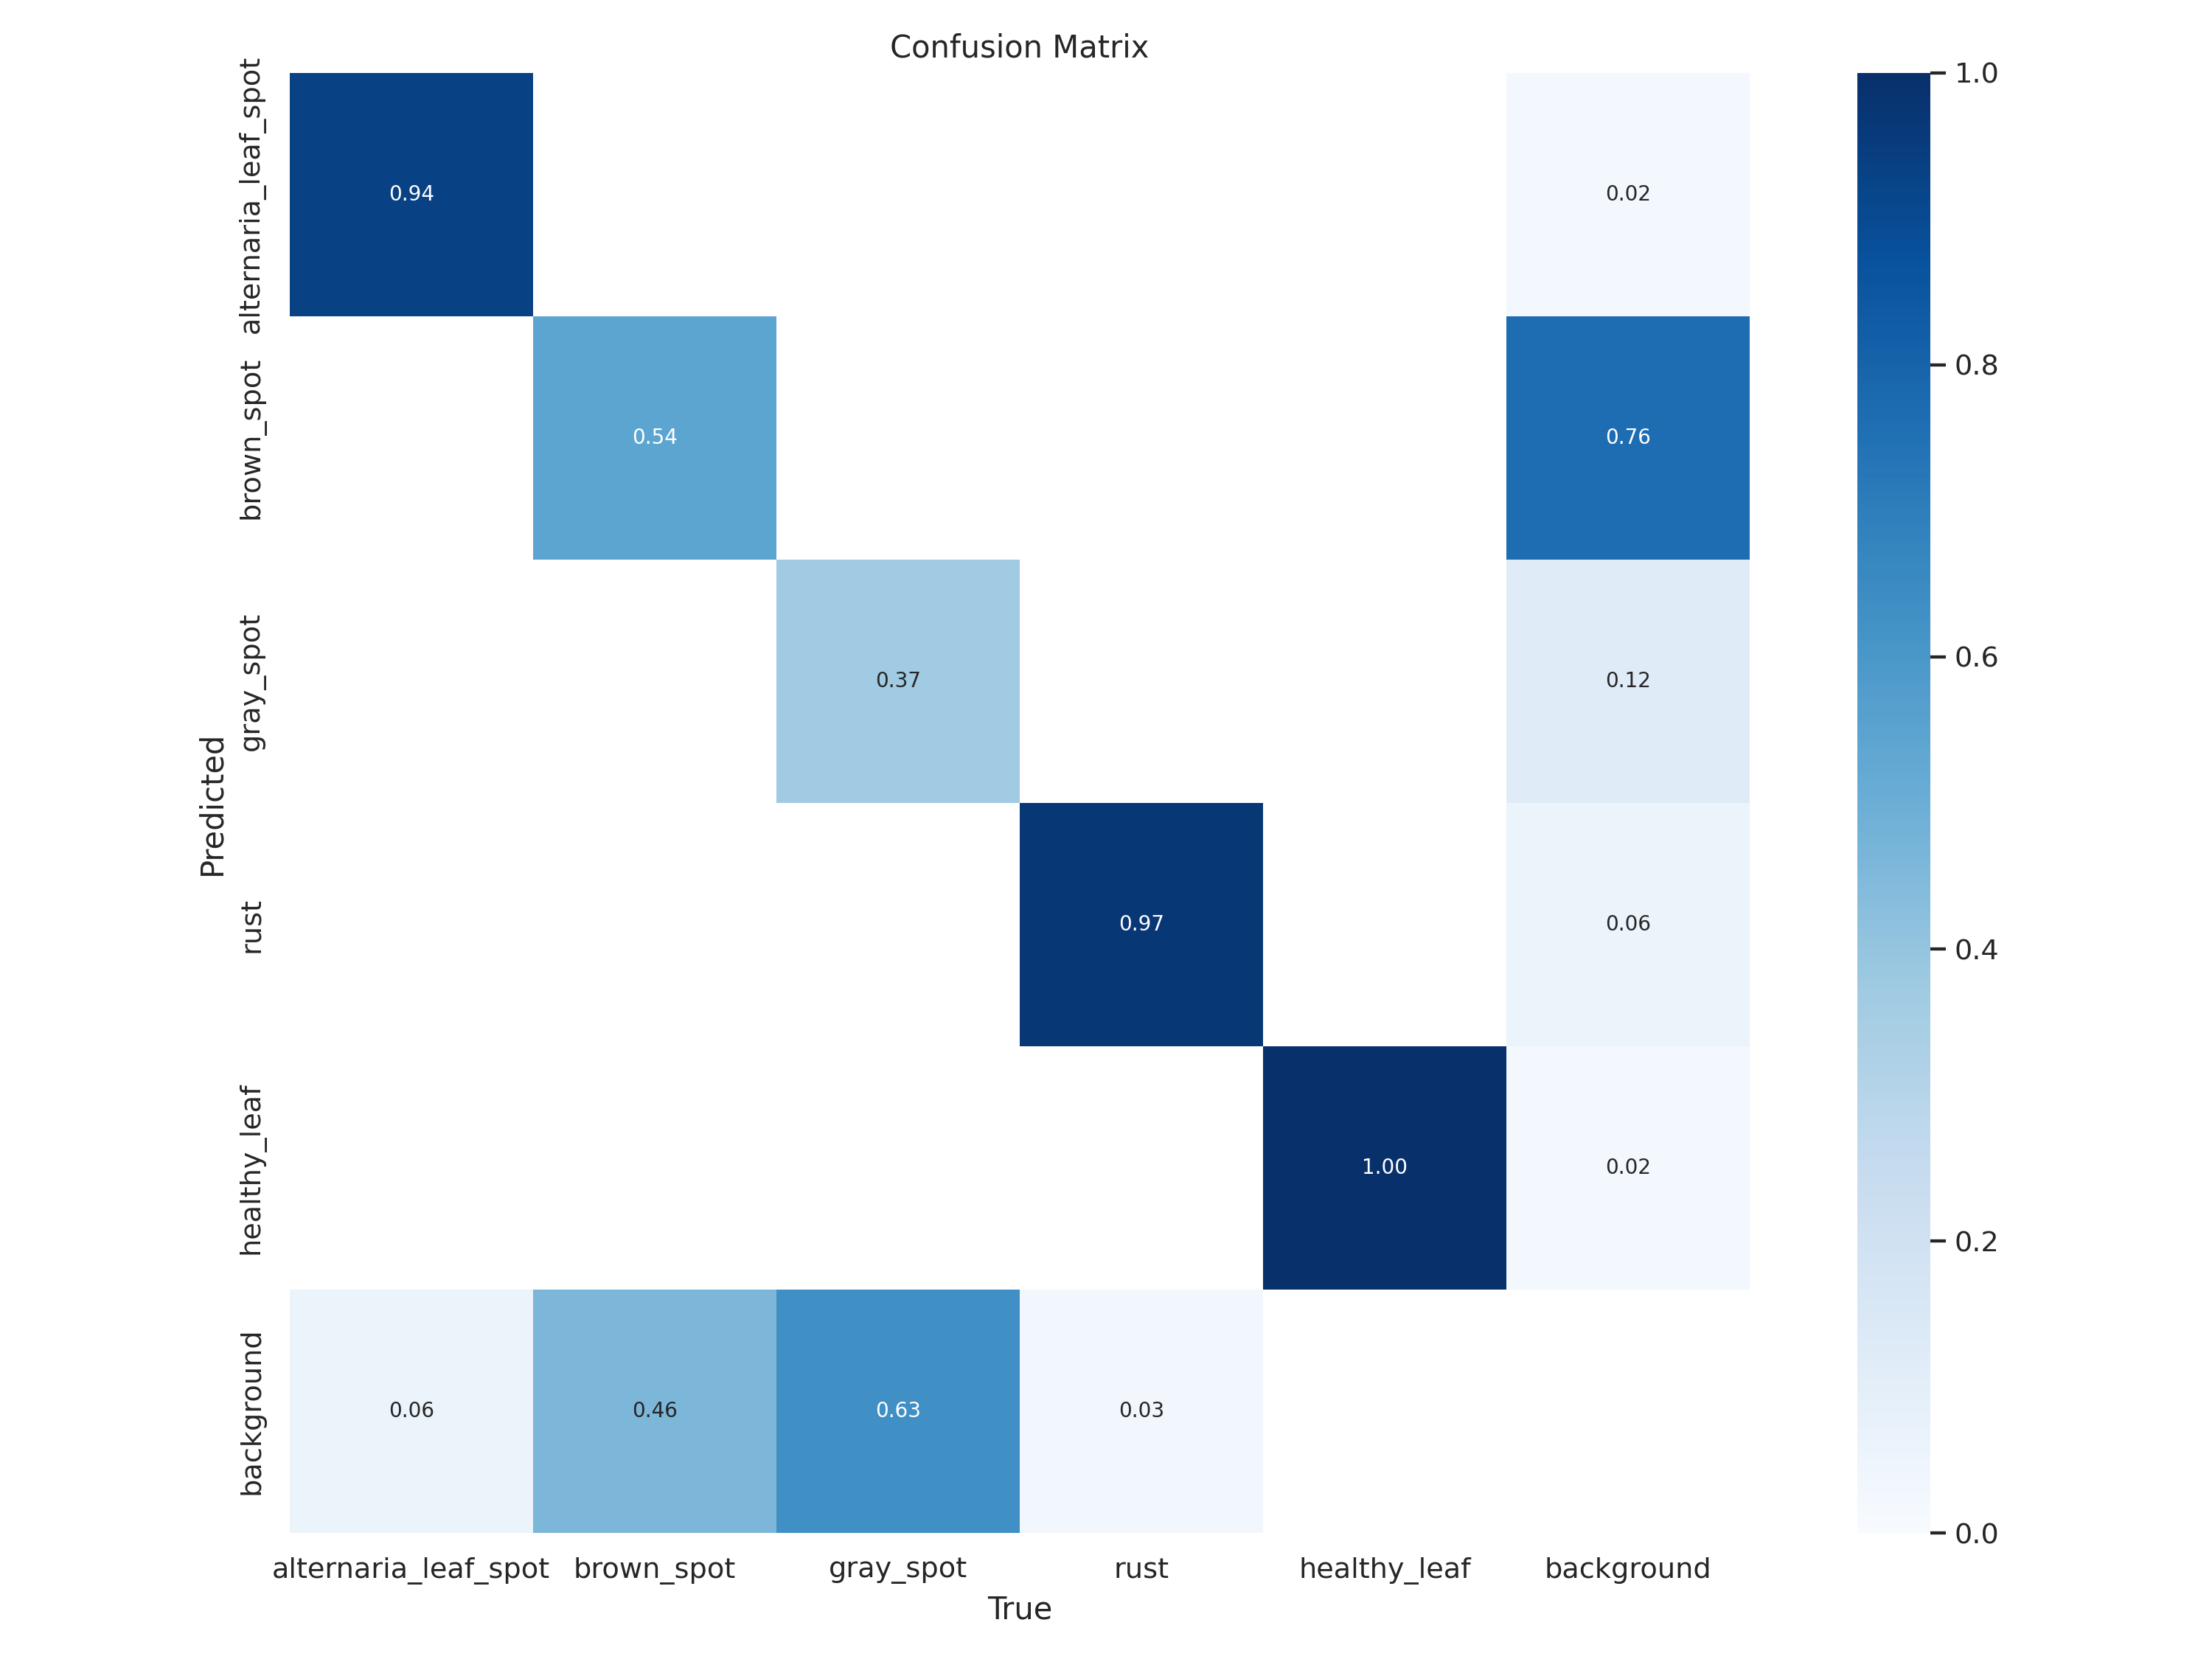 Confusion Matrix
alternaria_leaf_spot
0.94
0.02
1.0
brown_spot
0.54
0.76
0.8
gray_spot
0.37
0.12
0.6
Predicted
rust
0.97
0.06
0.4
healthy_leaf
1.00
0.02
0.2
background
0.06
0.46
0.63
0.03
0.0
alternaria_leaf_spot brown_spot gray_spot rust healthy_leaf background
True